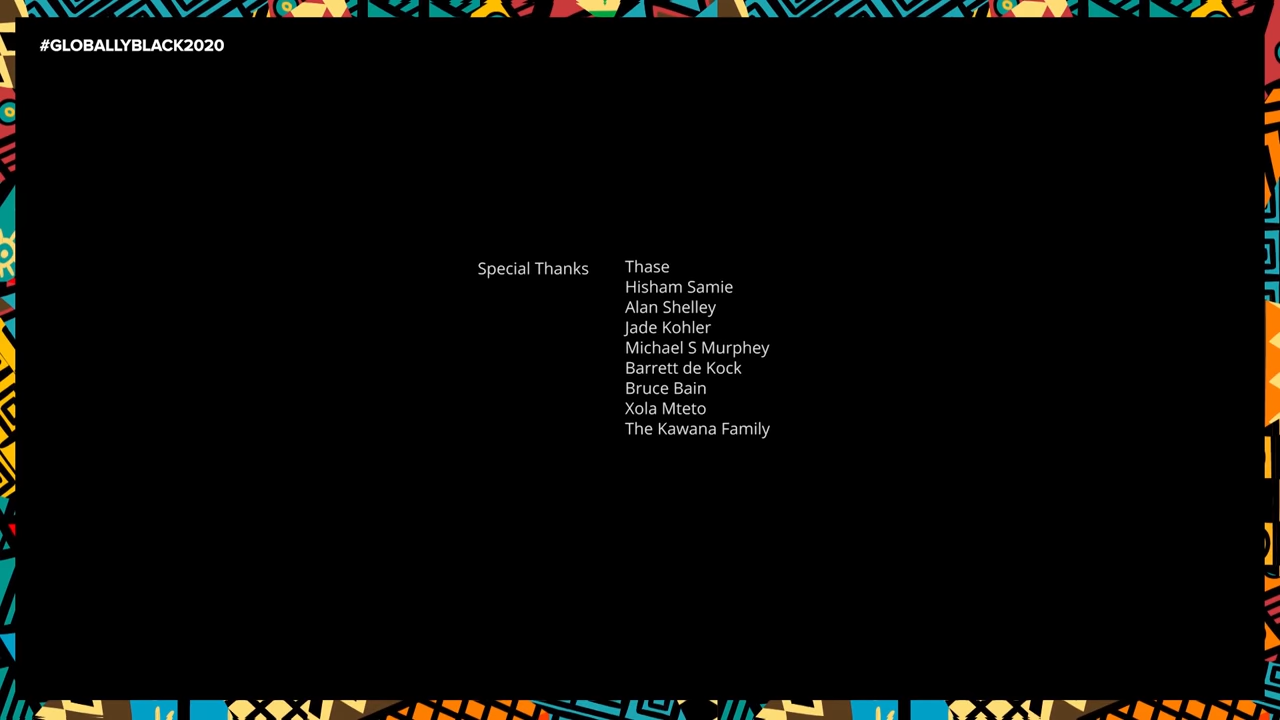 #GLOBALLYBLACK2020
Special Thanks
Thase
Hisham Samie
Alan Shelley
Jade Kohler
Michael S Murphey
Barrett de Kock
Bruce Bain
Xola Mteto
The Kawana Family